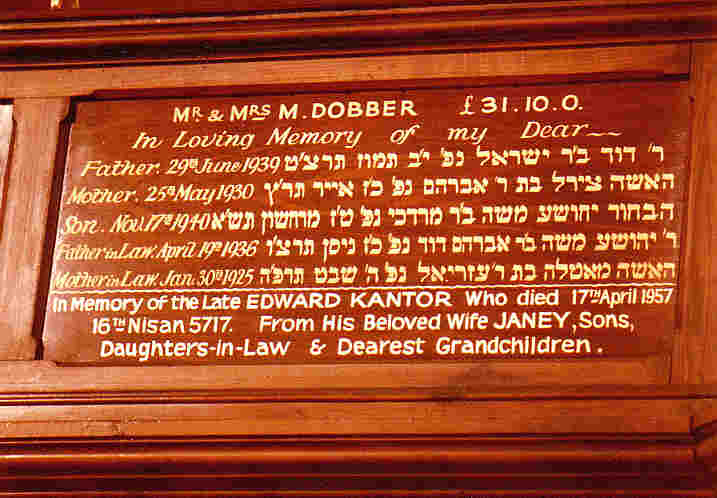 MR & MRS M. DOBBER £31.10.0.
In Loving Memory of my Dear~~
Father. 29th June 1939 ר' דוד ב'ר ישראל נפ' י'ב תמוז תרצ'ט
Mother. 25th May 1930 האשה צירל בת ר' אברהם נפ' כ'ז אייר תר'ץ
Son. Nov. 17th 1940 הבחור יהושע משה ב'ר מרדכי נפ' ט'ז מרחשון תש'א
Father in Law. April 19th 1936 ר' יהושע משה ב'ר אברהם דוד נפ' כ'ז ניסן תרצ'ו
Mother in Law. Jan. 30th 1925 האשה מאטלה בת ר' עזריאל נפ' ה' שבט תרפ'ה
In Memory of the Late EDWARD KANTOR Who died 17TH April 1957
16TH Nisan 5717. From His Beloved Wife JANEY, Sons,
Daughters-in-Law & Dearest Grandchildren.